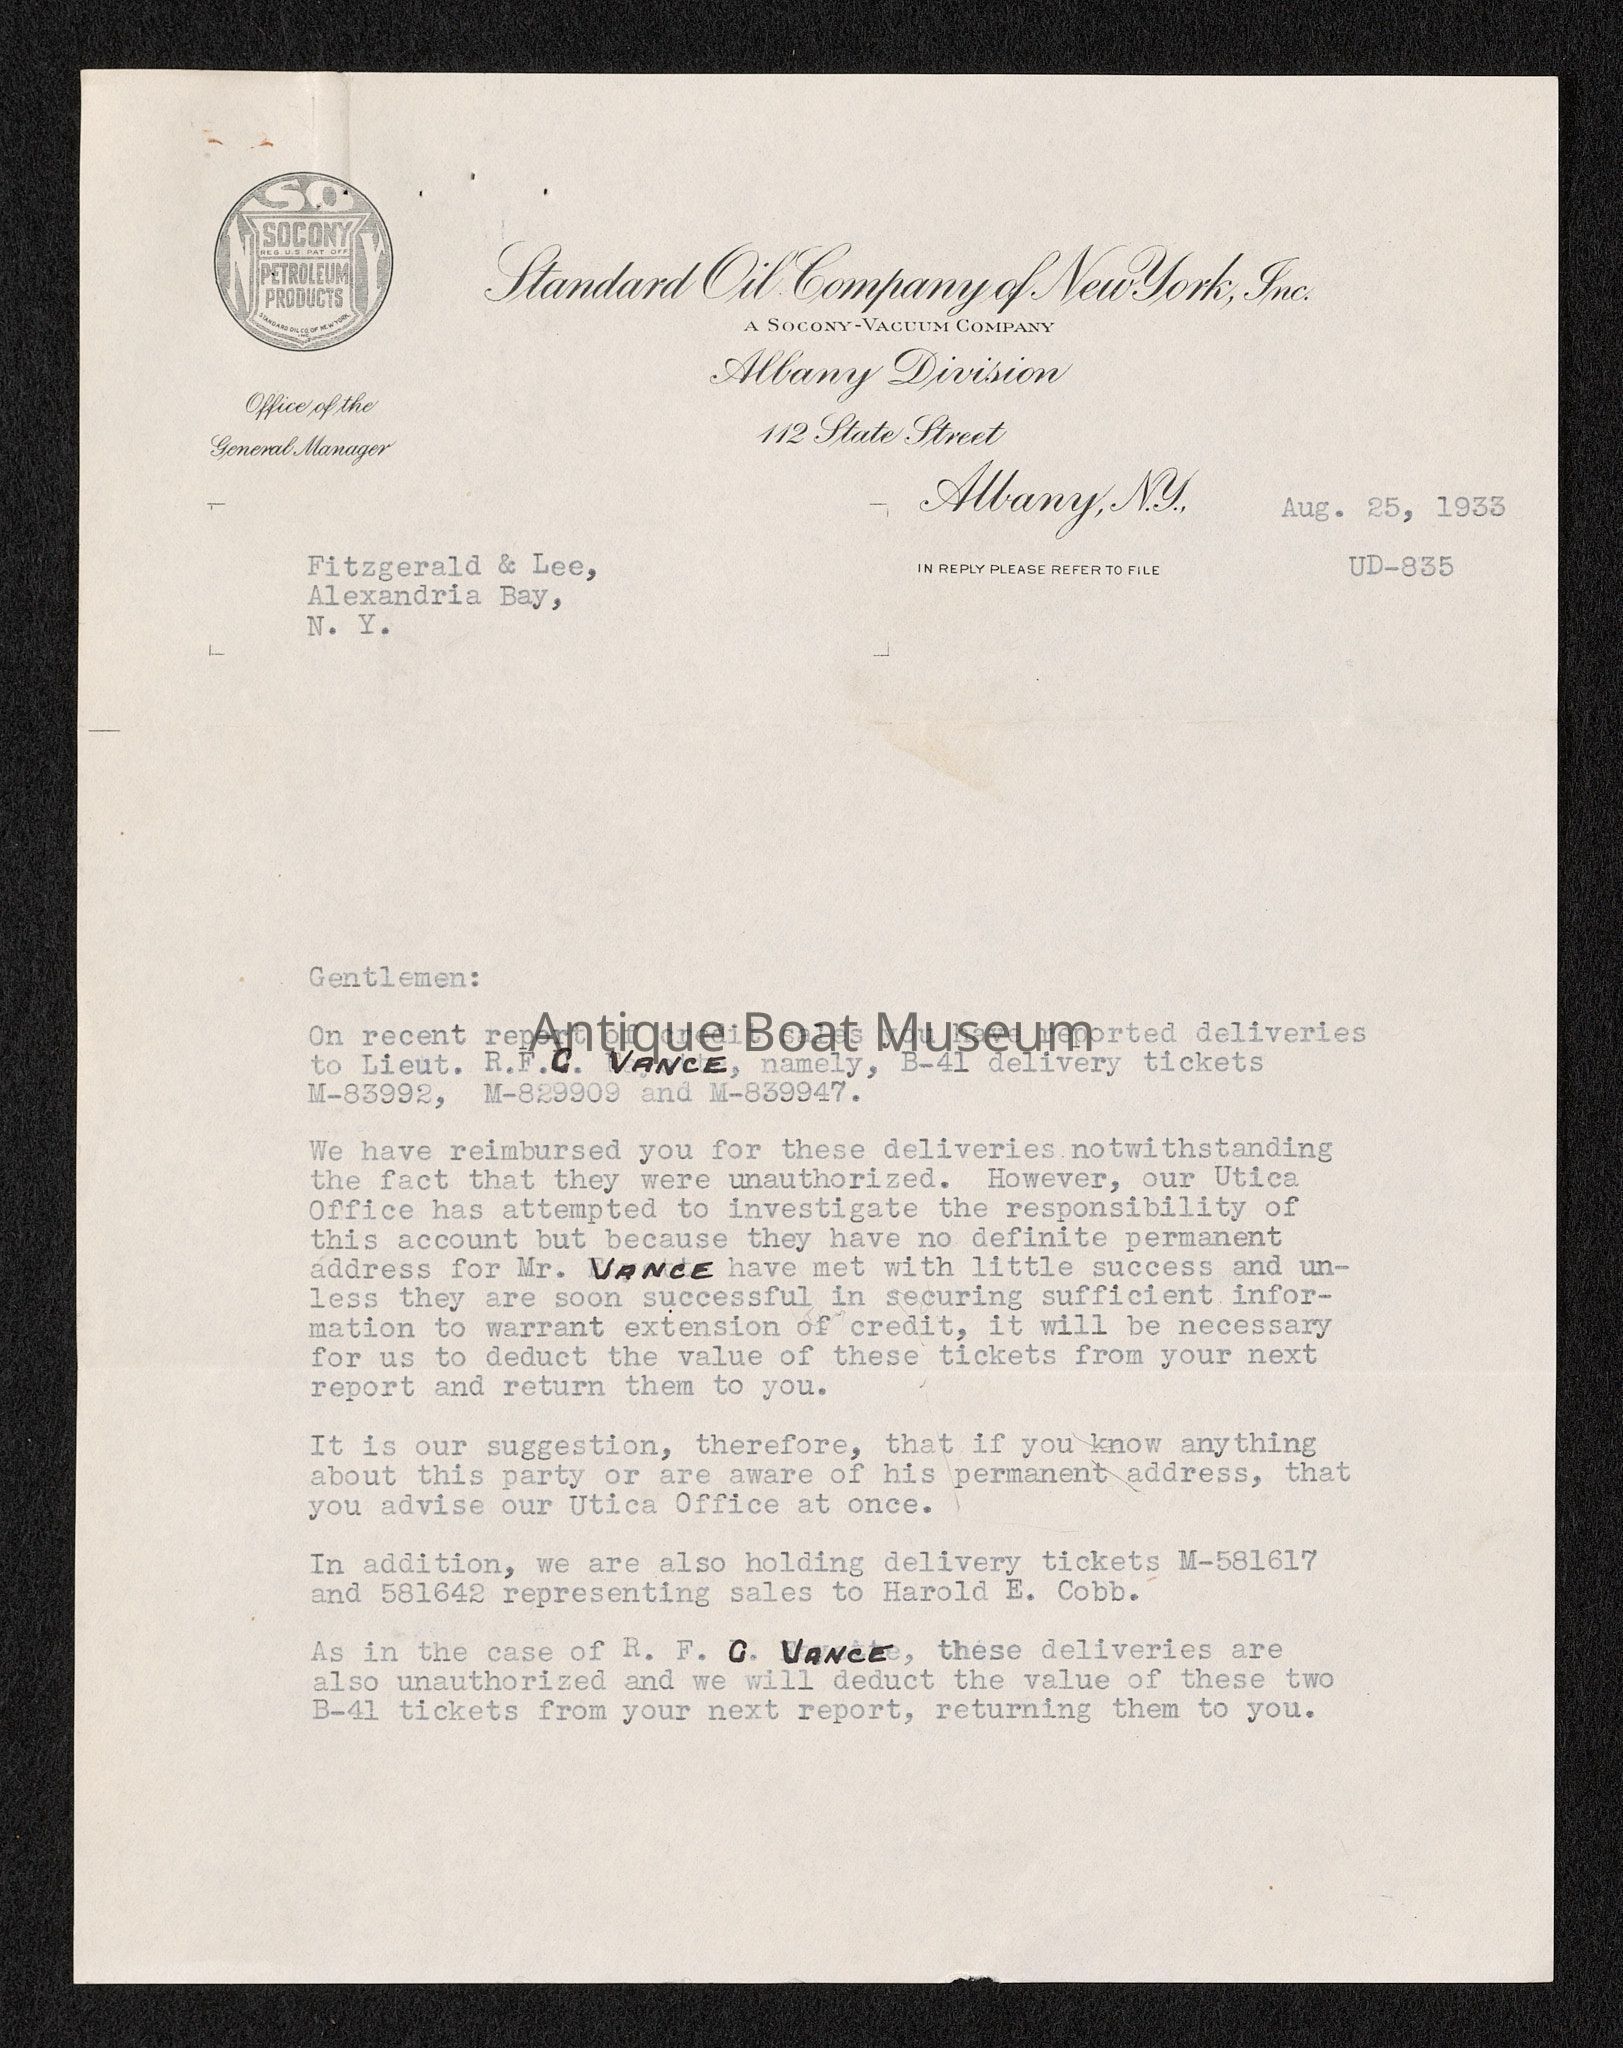 SO
NY
SOCONY
REG. U.S. PAT. OFF.
PETROLEUM
PRODUCTS
STANDARD OIL CO. OF NEW YORK
INC.
Standard Oil Company of New York, Inc.
A SOCONY-VACUUM COMPANY
Albany Division
112 State Street
Office of the
General Manager
Albany, N.Y., Aug. 25, 1933
IN REPLY PLEASE REFER TO FILE UD-835
Fitzgerald & Lee,
Alexandria Bay,
N. Y.
Gentlemen:
Antique Boat Museum
On recent report of credit sales you have reported deliveries
to Lieut. R.F.C. VANCE, namely, B-41 delivery tickets
M-83992, M-829909 and M-839947.
We have reimbursed you for these deliveries notwithstanding
the fact that they were unauthorized. However, our Utica
Office has attempted to investigate the responsibility of
this account but because they have no definite permanent
address for Mr. VANCE have met with little success and un-
less they are soon successful in securing sufficient infor-
mation to warrant extension of credit, it will be necessary
for us to deduct the value of these tickets from your next
report and return them to you.
It is our suggestion, therefore, that if you know anything
about this party or are aware of his permanent address, that
you advise our Utica Office at once.
In addition, we are also holding delivery tickets M-581617
and 581642 representing sales to Harold E. Cobb.
As in the case of R. F. C. VANCE, these deliveries are
also unauthorized and we will deduct the value of these two
B-41 tickets from your next report, returning them to you.